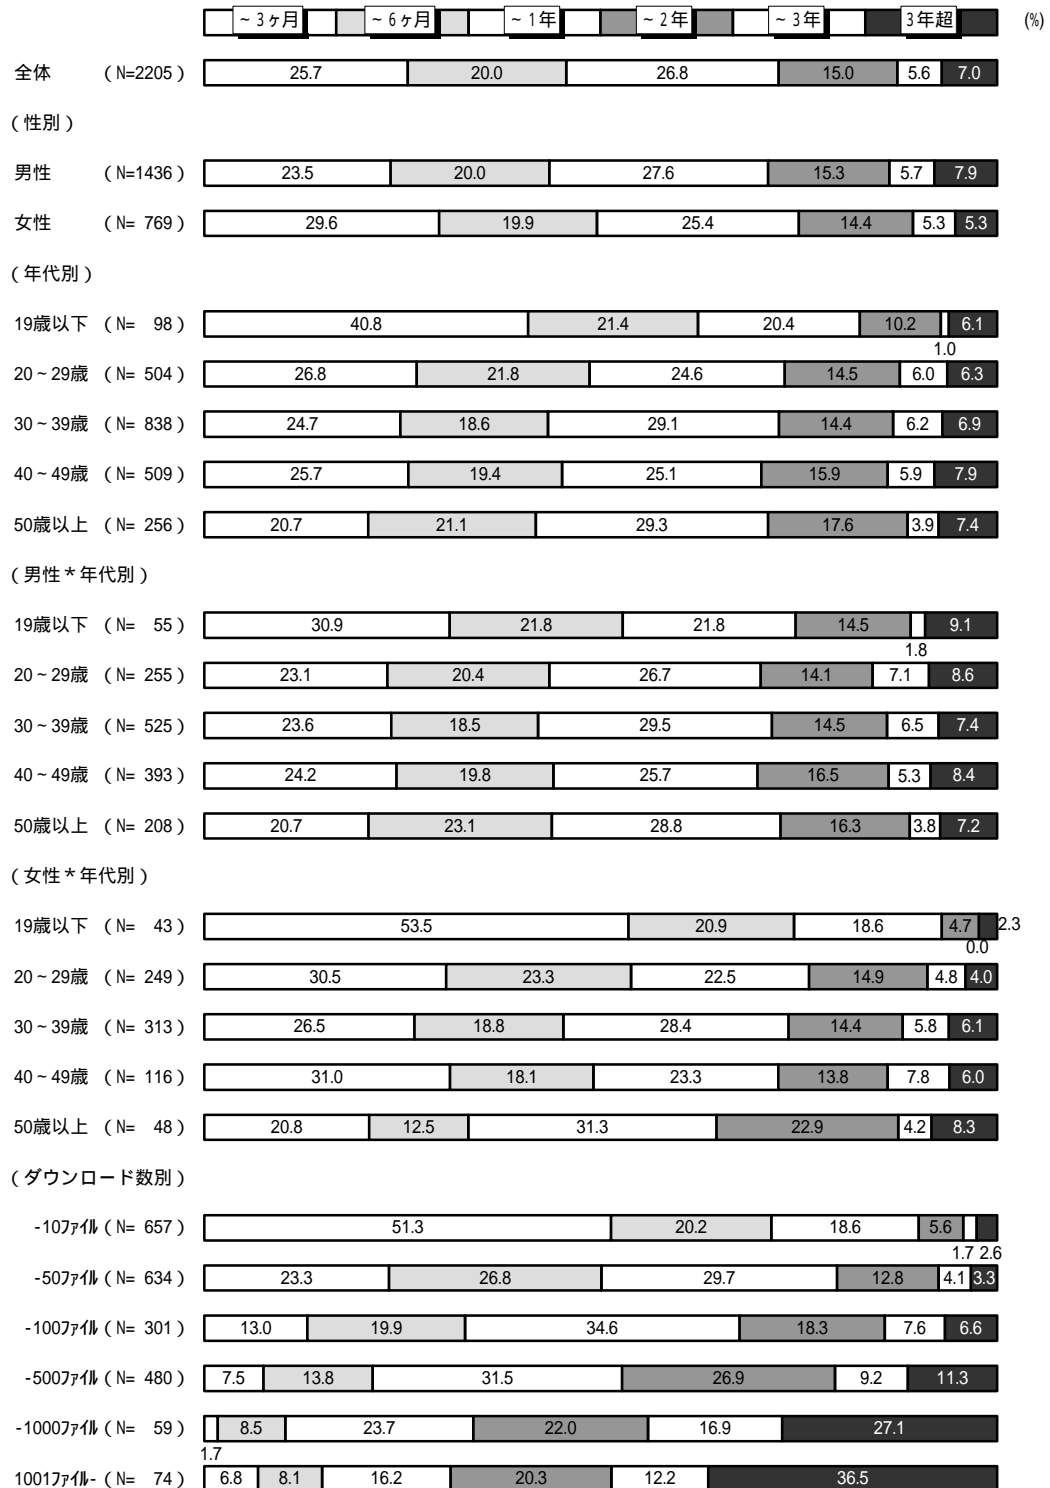 ~ 3ヶ月 ~ 6ヶ月 ~ 1年 ~ 2年 ~ 3年 3年超 (%)
全体 (N=2205) 25.7 20.0 26.8 15.0 5.6 7.0
(性別)
男性 (N=1436) 23.5 20.0 27.6 15.3 5.7 7.9
女性 (N= 769) 29.6 19.9 25.4 14.4 5.3 5.3
(年代別)
19歳以下 (N= 98) 40.8 21.4 20.4 10.2 6.1
1.0
20~29歳 (N= 504) 26.8 21.8 24.6 14.5 6.0 6.3
30~39歳 (N= 838) 24.7 18.6 29.1 14.4 6.2 6.9
40~49歳 (N= 509) 25.7 19.4 25.1 15.9 5.9 7.9
50歳以上 (N= 256) 20.7 21.1 29.3 17.6 3.9 7.4
(男性*年代別)
19歳以下 (N= 55) 30.9 21.8 21.8 14.5 9.1
1.8
20~29歳 (N= 255) 23.1 20.4 26.7 14.1 7.1 8.6
30~39歳 (N= 525) 23.6 18.5 29.5 14.5 6.5 7.4
40~49歳 (N= 393) 24.2 19.8 25.7 16.5 5.3 8.4
50歳以上 (N= 208) 20.7 23.1 28.8 16.3 3.8 7.2
(女性*年代別)
19歳以下 (N= 43) 53.5 20.9 18.6 4.7 2.3
0.0
20~29歳 (N= 249) 30.5 23.3 22.5 14.9 4.8 4.0
30~39歳 (N= 313) 26.5 18.8 28.4 14.4 5.8 6.1
40~49歳 (N= 116) 31.0 18.1 23.3 13.8 7.8 6.0
50歳以上 (N= 48) 20.8 12.5 31.3 22.9 4.2 8.3
(ダウンロード数別)
-10ファイル (N= 657) 51.3 20.2 18.6 5.6
1.7 2.6
-50ファイル (N= 634) 23.3 26.8 29.7 12.8 4.1 3.3
-100ファイル (N= 301) 13.0 19.9 34.6 18.3 7.6 6.6
-500ファイル (N= 480) 7.5 13.8 31.5 26.9 9.2 11.3
-1000ファイル (N= 59) 8.5 23.7 22.0 16.9 27.1
1.7
1001ファイル- (N= 74) 6.8 8.1 16.2 20.3 12.2 36.5